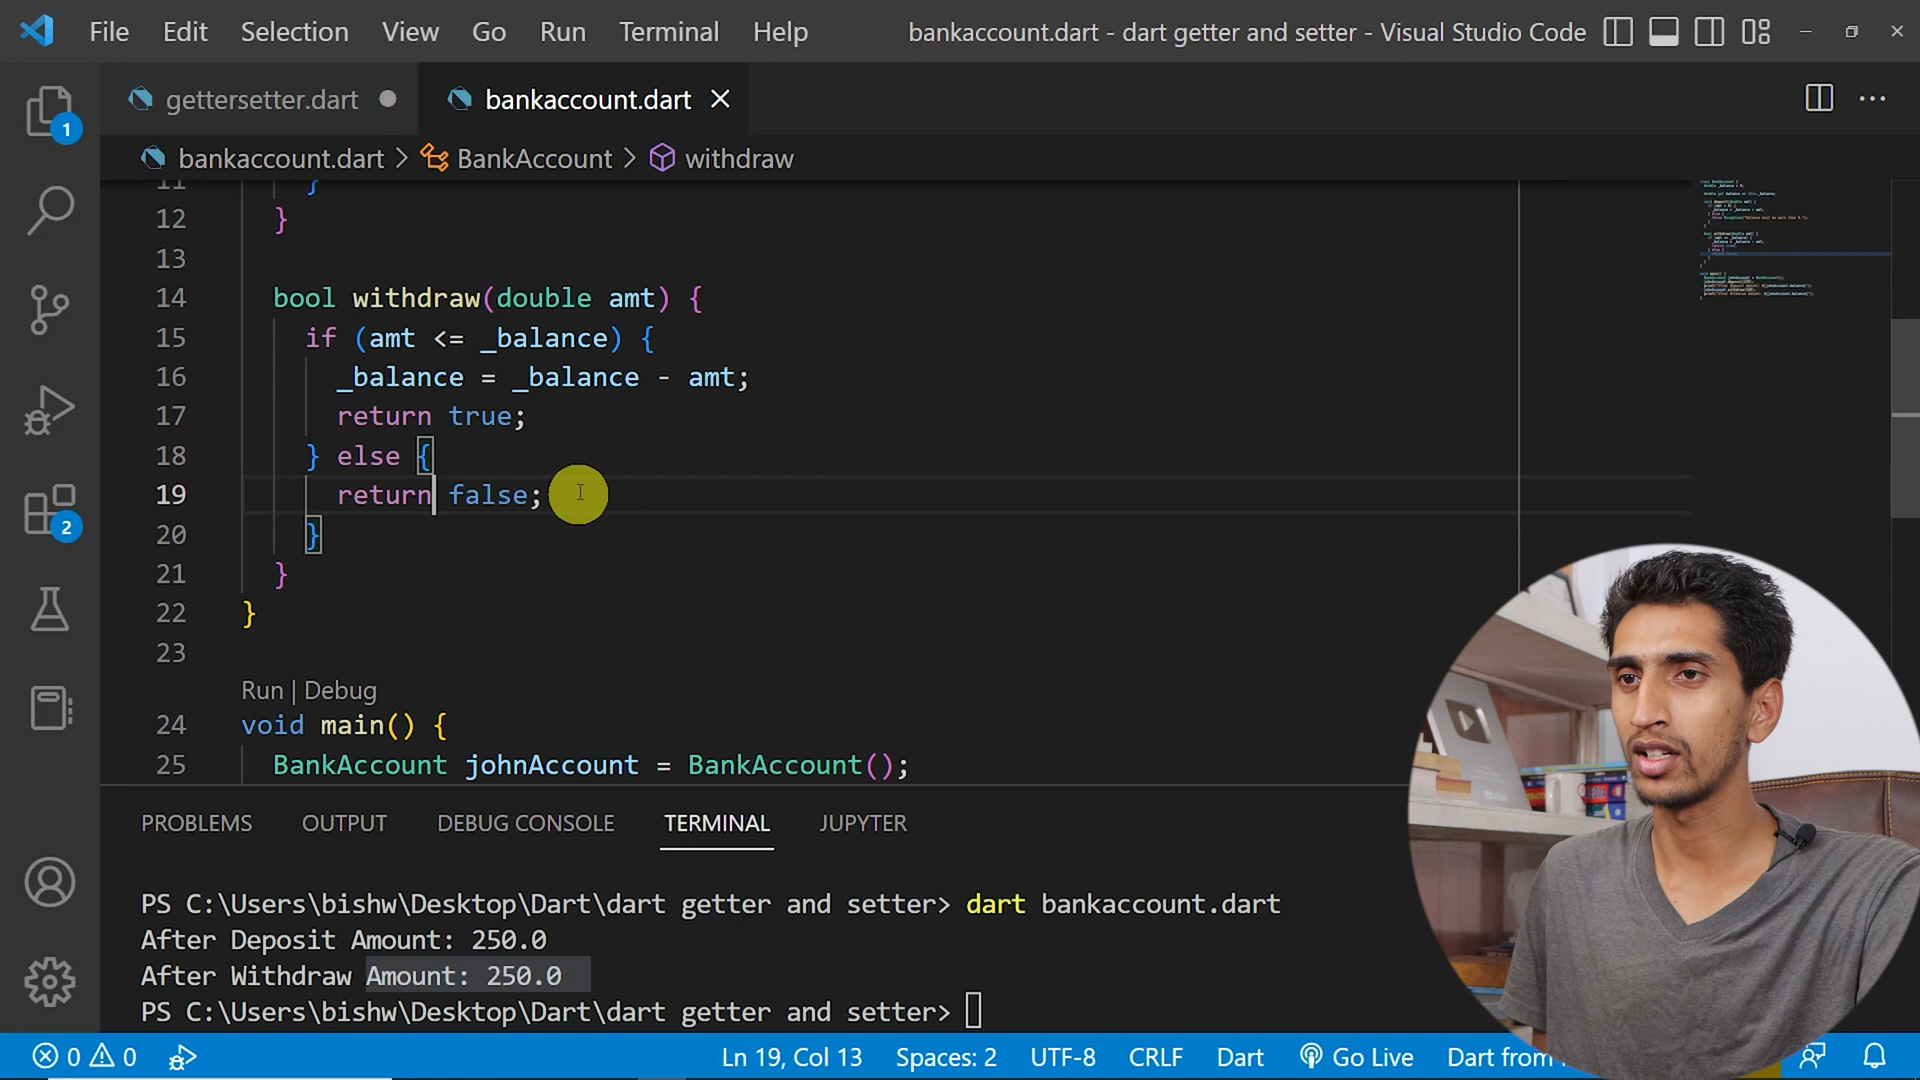 File Edit Selection View Go Run Terminal Help bankaccount.dart - dart getter and setter - Visual Studio Code
gettersetter.dart bankaccount.dart
1
bankaccount.dart > BankAccount > withdraw
11 }
12 }
13
14 bool withdraw(double amt) {
15 if (amt <= _balance) {
16 _balance = _balance - amt;
17 return true;
18 } else {
19 return false;
20 }
2
21 }
22 }
23
Run | Debug
24 void main() {
25 BankAccount johnAccount = BankAccount();
PROBLEMS OUTPUT DEBUG CONSOLE TERMINAL JUPYTER
PS C:\Users\bishw\Desktop\Dart\dart getter and setter> dart bankaccount.dart
After Deposit Amount: 250.0
After Withdraw Amount: 250.0
PS C:\Users\bishw\Desktop\Dart\dart getter and setter>
0 0 Ln 19, Col 13 Spaces: 2 UTF-8 CRLF Dart Go Live Dart from